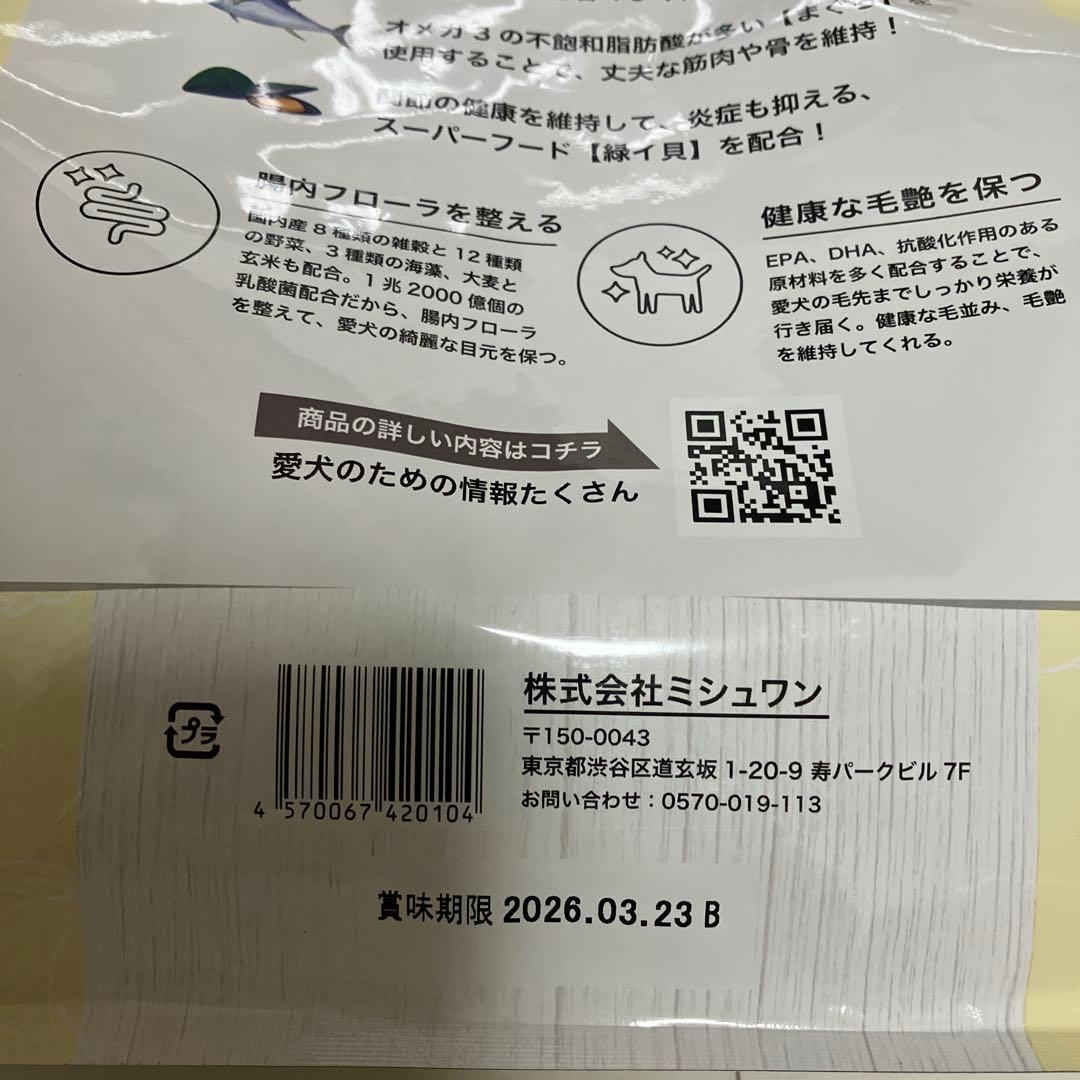 オメガ3の不飽和脂肪酸が多い【まぐろ】を
使用することで、丈夫な筋肉や骨を維持！
関節の健康を維持して、炎症も抑える、
スーパーフード【緑イ貝】を配合！
腸内フローラを整える
国内産8種類の雑穀と12種類
の野菜、3種類の海藻、大麦と
玄米も配合。1兆2000億個の
乳酸菌配合だから、腸内フローラ
を整えて、愛犬の綺麗な目元を保つ。
健康な毛艶を保つ
EPA、DHA、抗酸化作用のある
原材料を多く配合することで、
愛犬の毛先までしっかり栄養が
行き届く。健康な毛並み、毛艶
を維持してくれる。
商品の詳しい内容はコチラ
愛犬のための情報たくさん
プラ
4 570067 420104
株式会社ミシュワン
〒150-0043
東京都渋谷区道玄坂 1-20-9 寿パークビル 7F
お問い合わせ：0570-019-113
賞味期限 2026.03.23 B